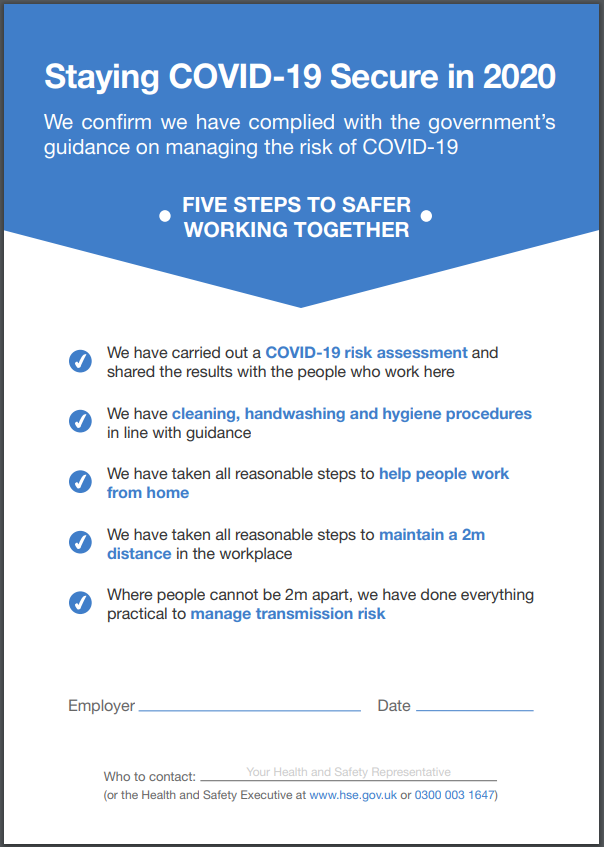 Staying COVID-19 Secure in 2020
We confirm we have complied with the government's
guidance on managing the risk of COVID-19
FIVE STEPS TO SAFER
WORKING TOGETHER
We have carried out a COVID-19 risk assessment and
shared the results with the people who work here
We have cleaning, handwashing and hygiene procedures
in line with guidance
We have taken all reasonable steps to help people work
from home
We have taken all reasonable steps to maintain a 2m
distance in the workplace
Where people cannot be 2m apart, we have done everything
practical to manage transmission risk
Employer Date
Who to contact: Your Health and Safety Representative
(or the Health and Safety Executive at www.hse.gov.uk or 0300 003 1647)